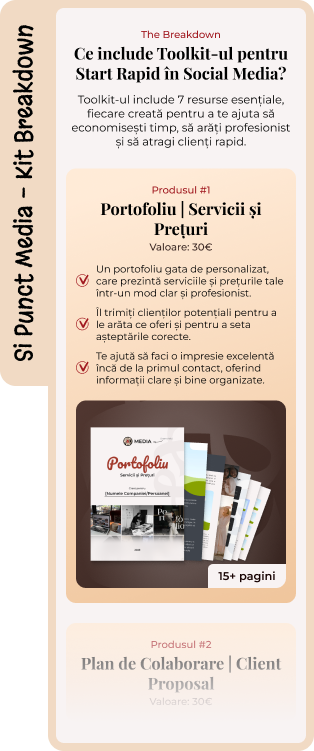 Si Punct Media – Kit Breakdown
The Breakdown
Ce include Toolkit-ul pentru
Start Rapid în Social Media?
Toolkit-ul include 7 resurse esențiale,
fiecare creată pentru a te ajuta să
economisești timp, să arăți profesionist
și să atragi clienți rapid.
Produsul #1
Portofoliu | Servicii și
Prețuri
Valoare: 30€
Un portofoliu gata de personalizat,
care prezintă serviciile și prețurile tale
într-un mod clar și profesionist.
Îl trimiți clienților potențiali pentru a
le arăta ce oferi și pentru a seta
așteptările corecte.
Te ajută să faci o impresie excelentă
încă de la primul contact, oferind
informații clare și bine organizate.
MEDIA
Portofoliu
Servicii și Prețuri
[Numele Companiei/Persoanei]
15+ pagini
Produsul #2
Plan de Colaborare | Client
Proposal
Valoare: 30€